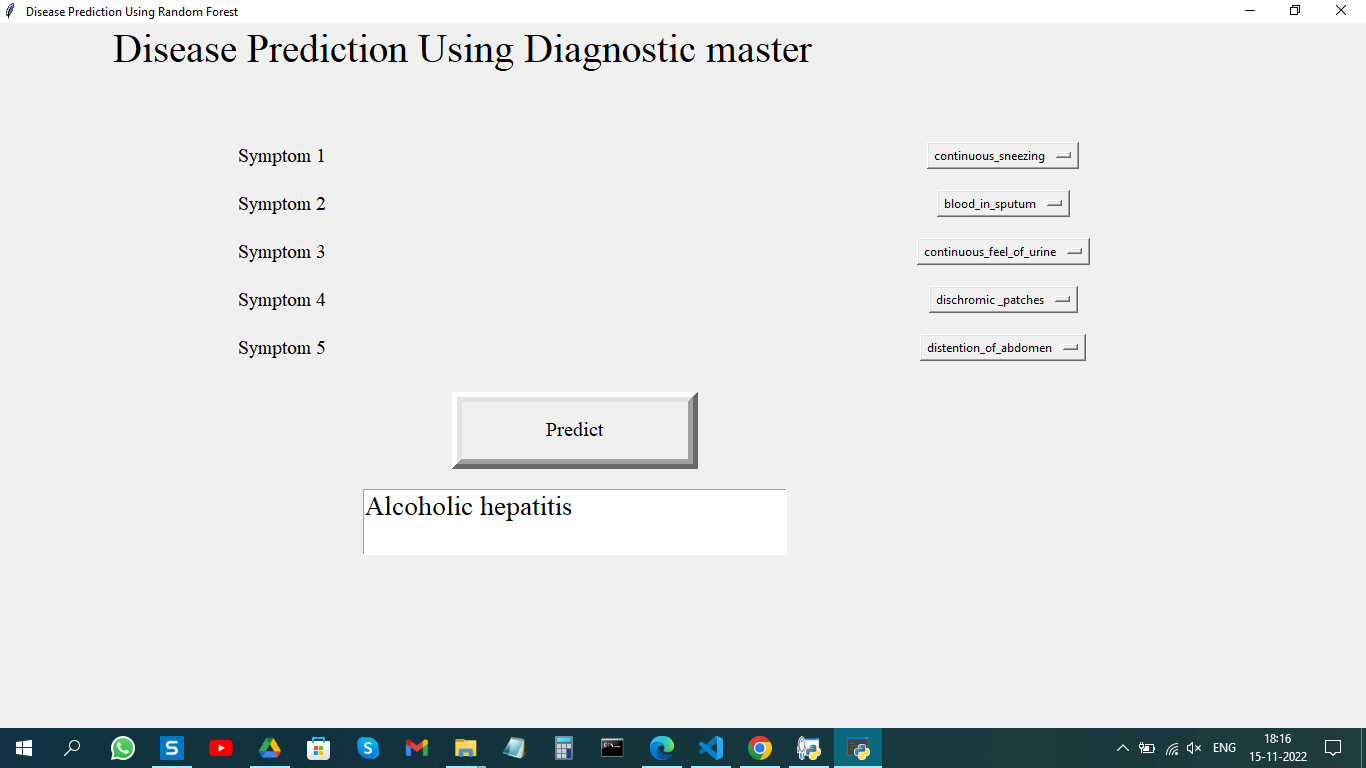 Disease Prediction Using Random Forest
Disease Prediction Using Diagnostic master
Symptom 1 continuous_sneezing
Symptom 2 blood_in_sputum
Symptom 3 continuous_feel_of_urine
Symptom 4 dischromic _patches
Symptom 5 distention_of_abdomen
Predict
Alcoholic hepatitis
S
S
ENG
18:16
15-11-2022